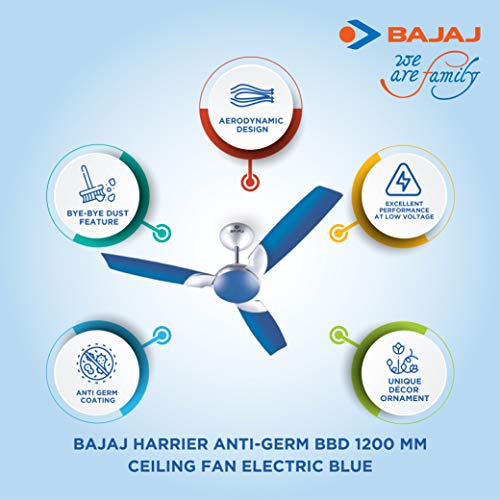 BAJAJ
we
are family
AERODYNAMIC
DESIGN
BYE-BYE DUST
FEATURE
EXCELLENT
PERFORMANCE
AT LOW VOLTAGE
BAJAJ
ANTI GERM
COATING
UNIQUE
DÉCOR
ORNAMENT
BAJAJ HARRIER ANTI-GERM BBD 1200 MM
CEILING FAN ELECTRIC BLUE